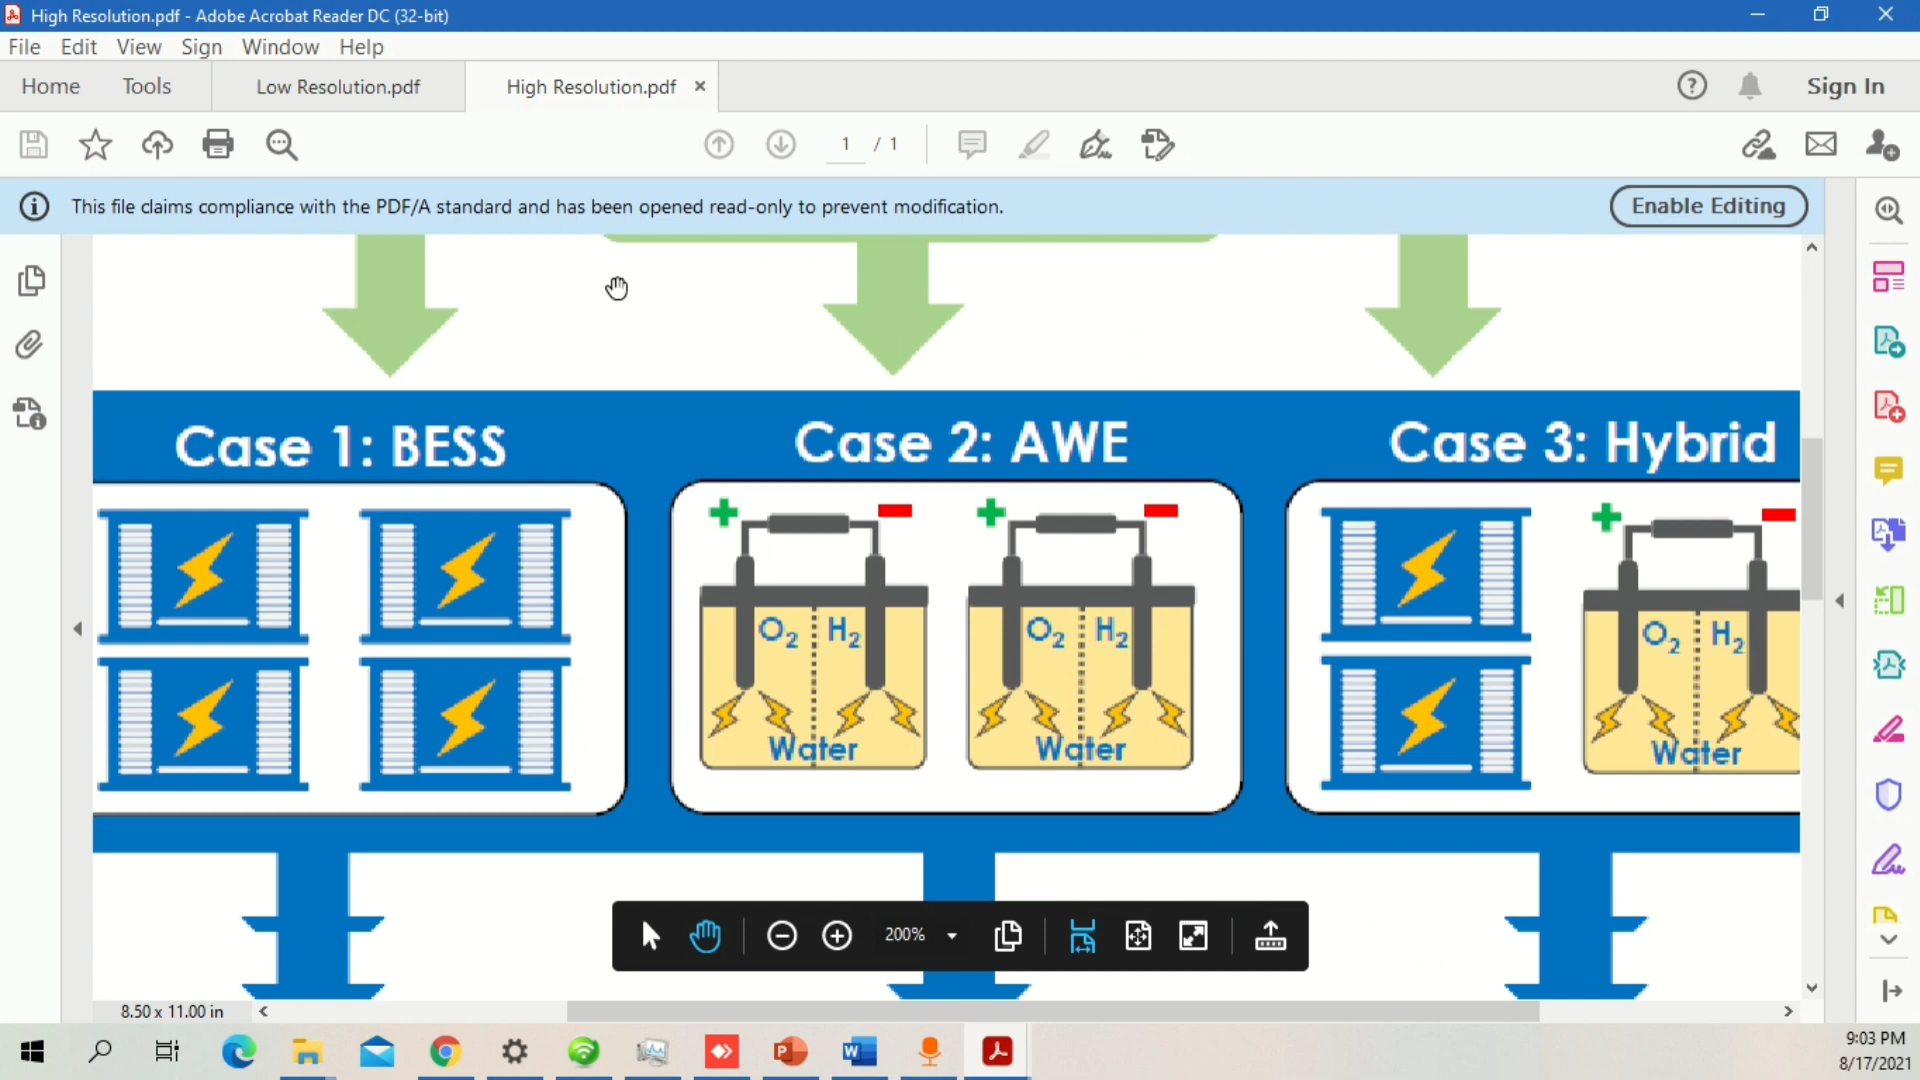 High Resolution.pdf - Adobe Acrobat Reader DC (32-bit)
File Edit View Sign Window Help
Home Tools Low Resolution.pdf High Resolution.pdf × Sign In
1 / 1
This file claims compliance with the PDF/A standard and has been opened read-only to prevent modification. Enable Editing
Case 1: BESS Case 2: AWE Case 3: Hybrid
O₂ H₂ O₂ H₂ O₂ H₂
Water Water Water
200%
8.50 x 11.00 in
9:03 PM
8/17/2021